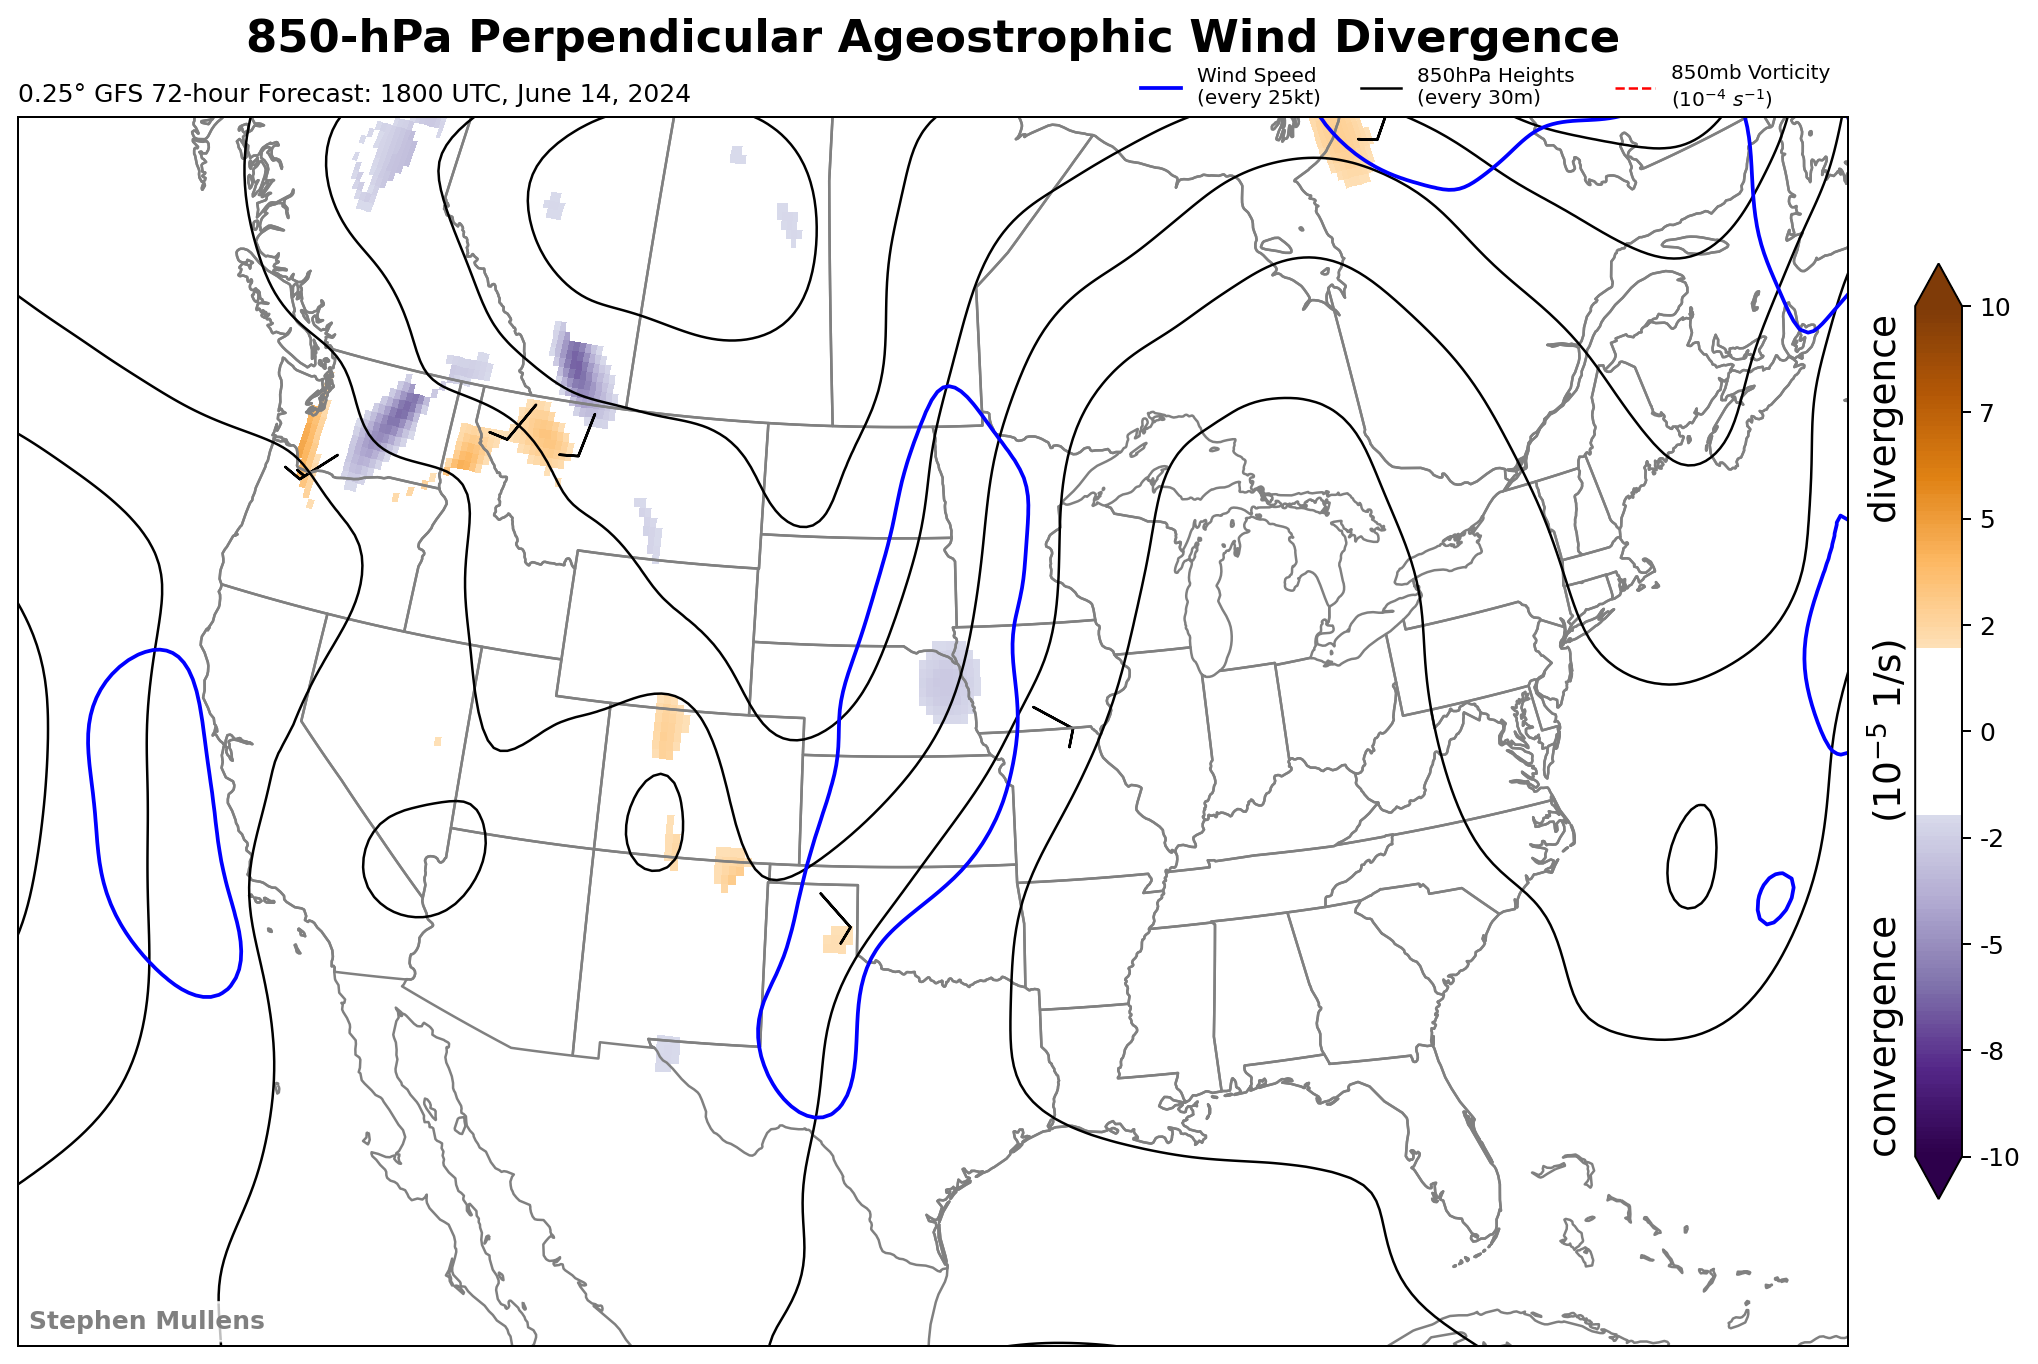 850-hPa Perpendicular Ageostrophic Wind Divergence
0.25° GFS 72-hour Forecast: 1800 UTC, June 14, 2024
Wind Speed
(every 25kt)
850hPa Heights
(every 30m)
850mb Vorticity
(10⁻⁴ s⁻¹)
10
7
5
2
0
-2
-5
-8
-10
convergence (10⁻⁵ 1/s) divergence
Stephen Mullens